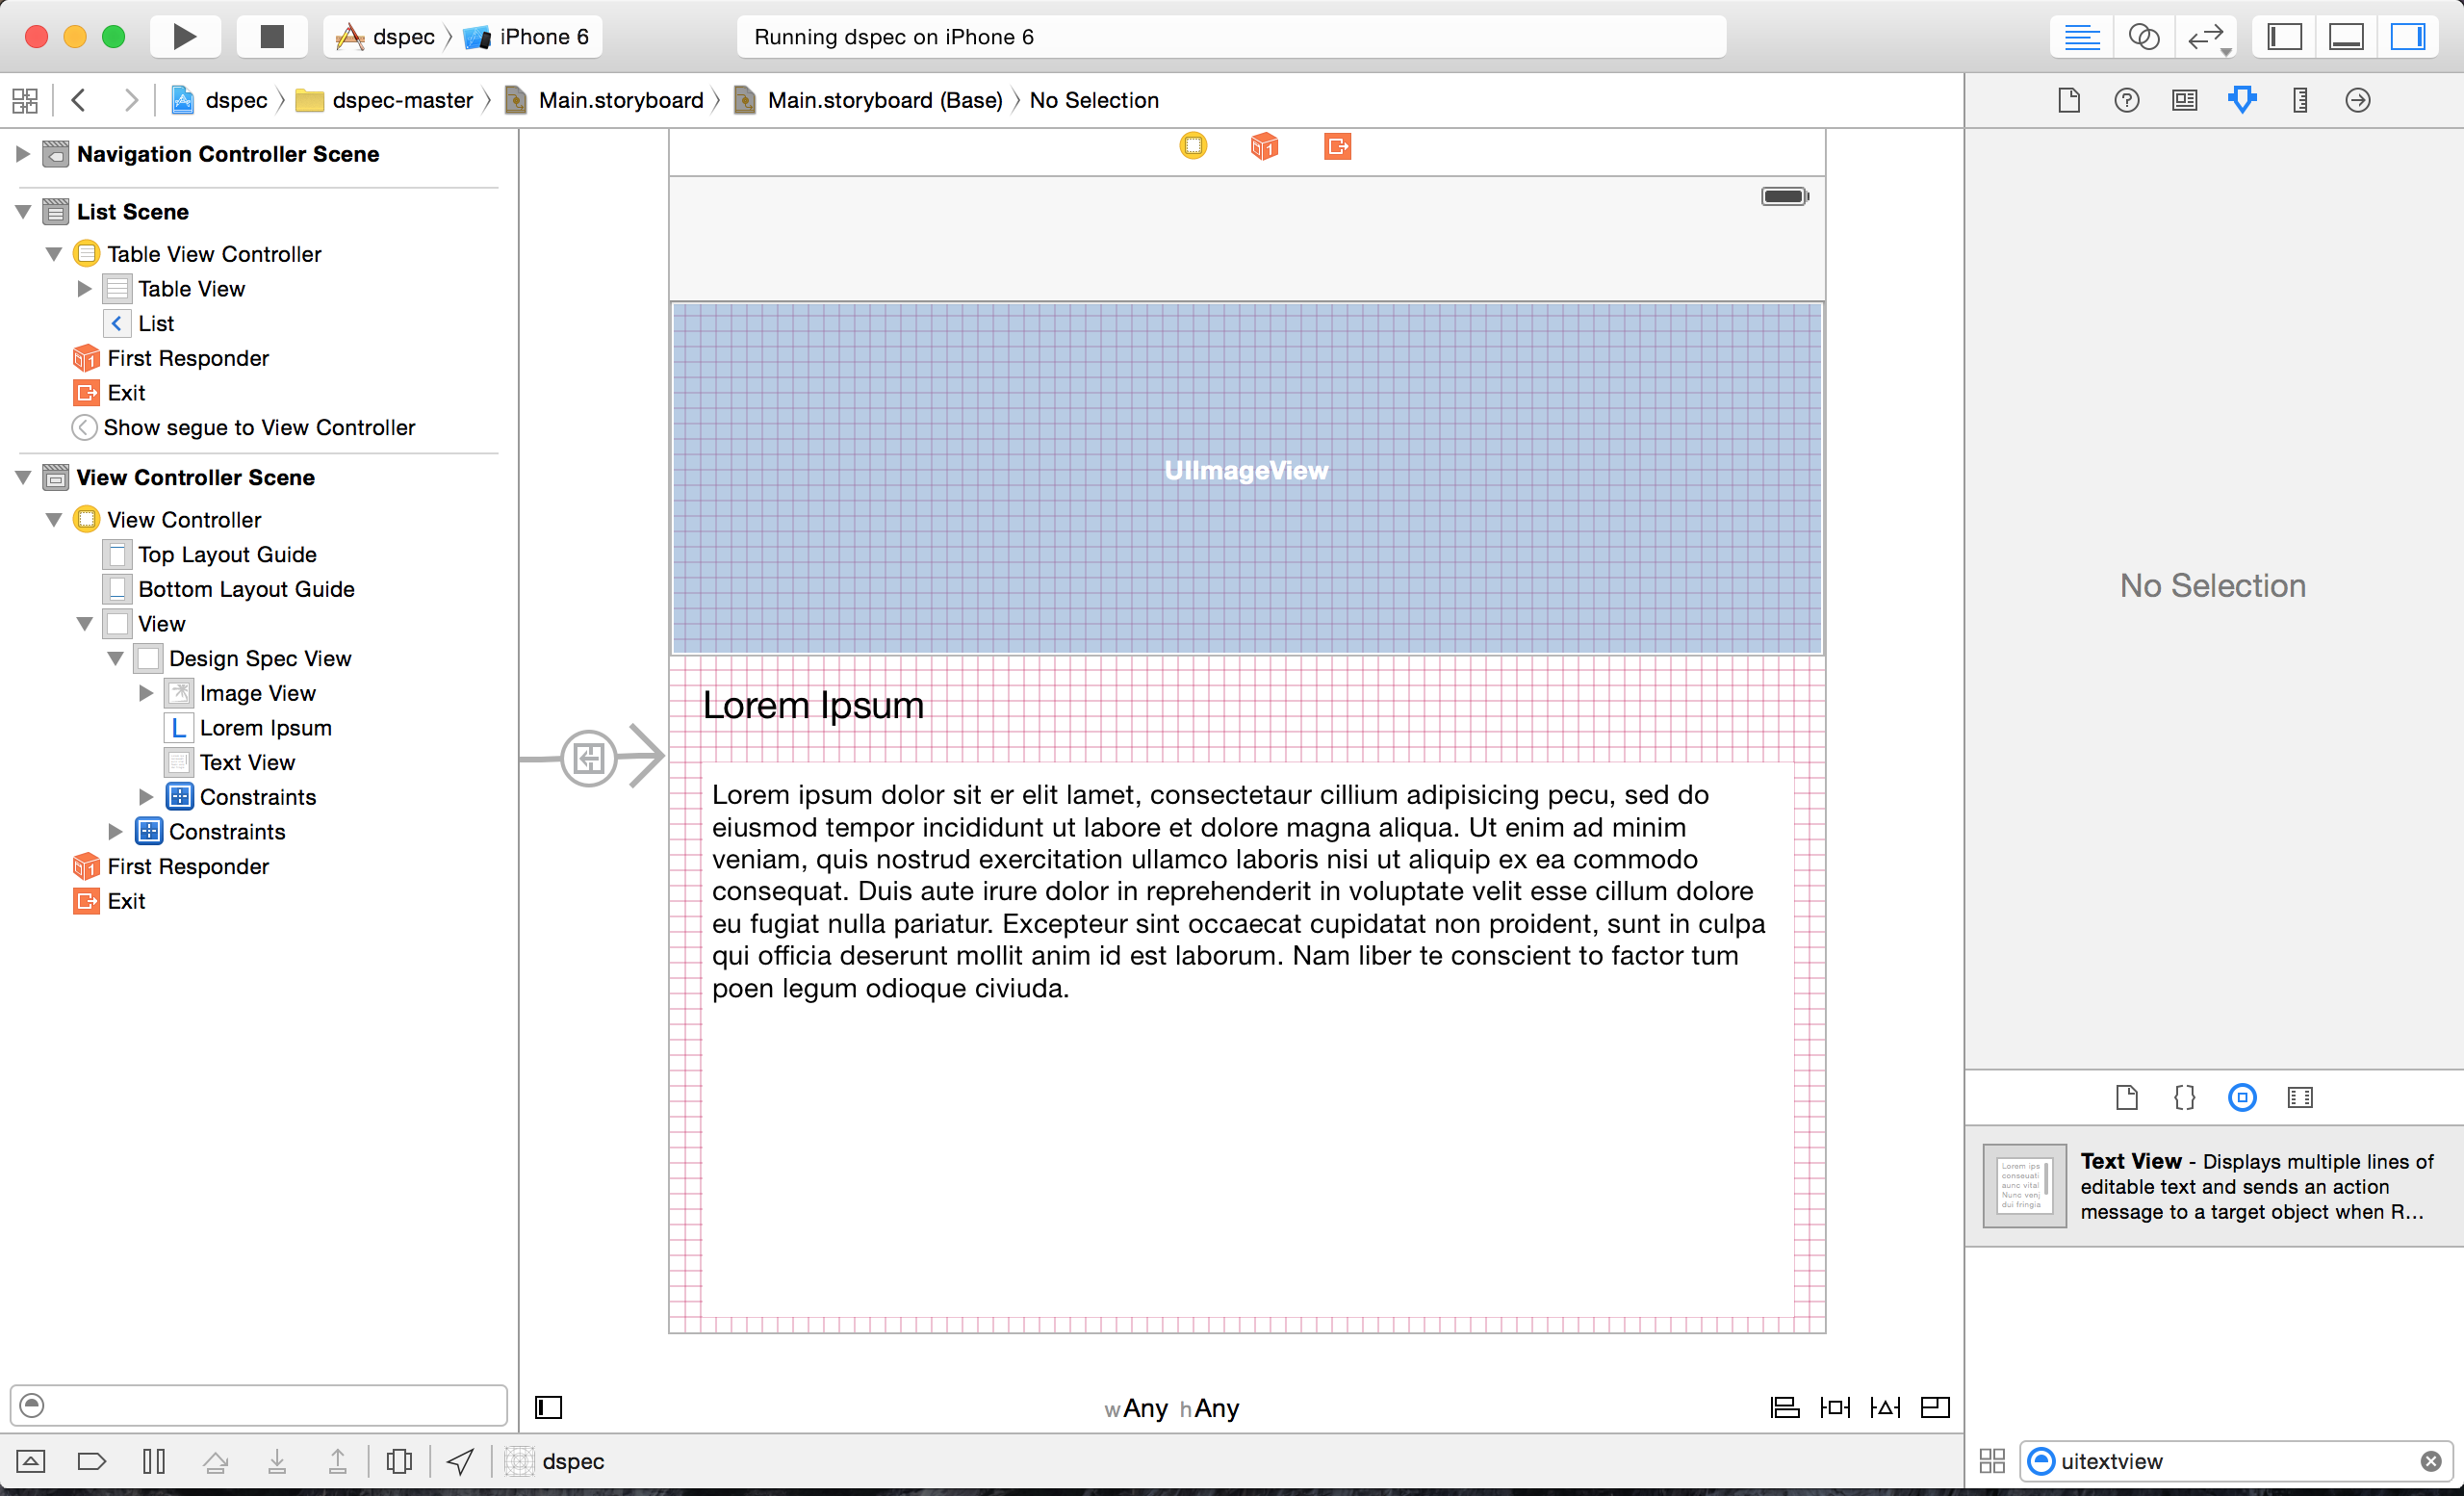 dspec
iPhone 6
Running dspec on iPhone 6
dspec
dspec-master
Main.storyboard
Main.storyboard (Base)
No Selection
Navigation Controller Scene
List Scene
Table View Controller
Table View
List
First Responder
Exit
Show segue to View Controller
View Controller Scene
View Controller
Top Layout Guide
Bottom Layout Guide
View
Design Spec View
Image View
L Lorem Ipsum
Text View
Constraints
Constraints
First Responder
Exit
UIImageView
Lorem Ipsum
Lorem ipsum dolor sit er elit lamet, consectetaur cillium adipisicing pecu, sed do
eiusmod tempor incididunt ut labore et dolore magna aliqua. Ut enim ad minim
veniam, quis nostrud exercitation ullamco laboris nisi ut aliquip ex ea commodo
consequat. Duis aute irure dolor in reprehenderit in voluptate velit esse cillum dolore
eu fugiat nulla pariatur. Excepteur sint occaecat cupidatat non proident, sunt in culpa
qui officia deserunt mollit anim id est laborum. Nam liber te conscient to factor tum
poen legum odioque civiuda.
wAny hAny
dspec
No Selection
Lorem ips
conseuati
aunc vital
Nunc venj
dui fringia
Text View - Displays multiple lines of
editable text and sends an action
message to a target object when R...
uitextview